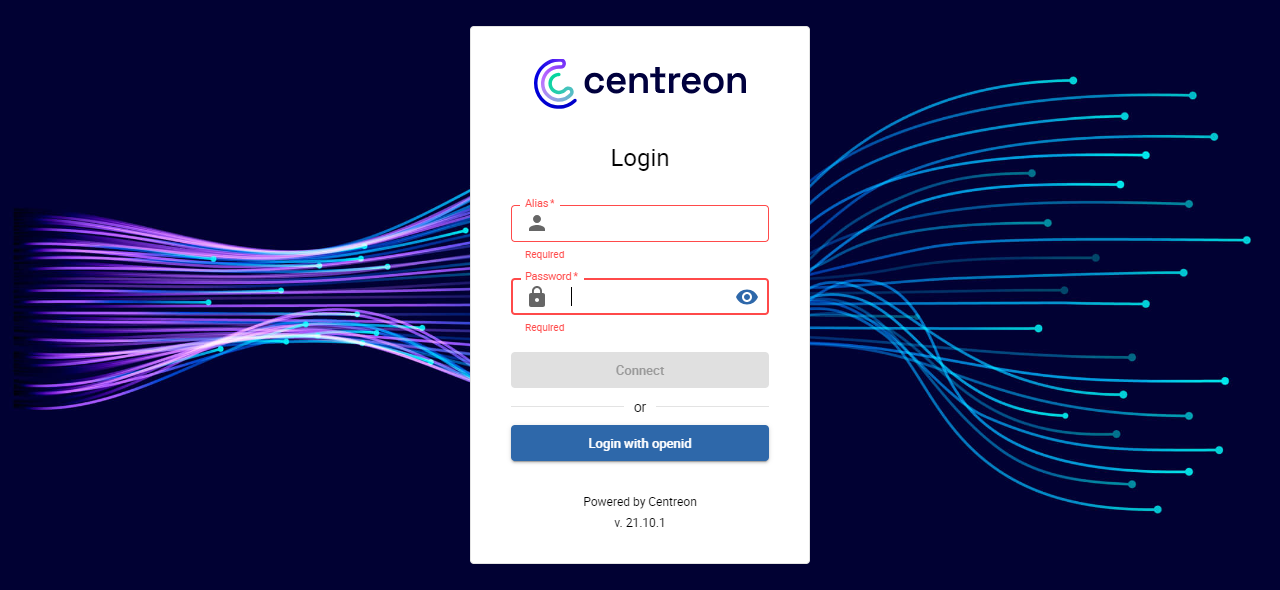 centreon
Login
Alias *
Required
Password *
Required
Connect
or
Login with openid
Powered by Centreon
v. 21.10.1